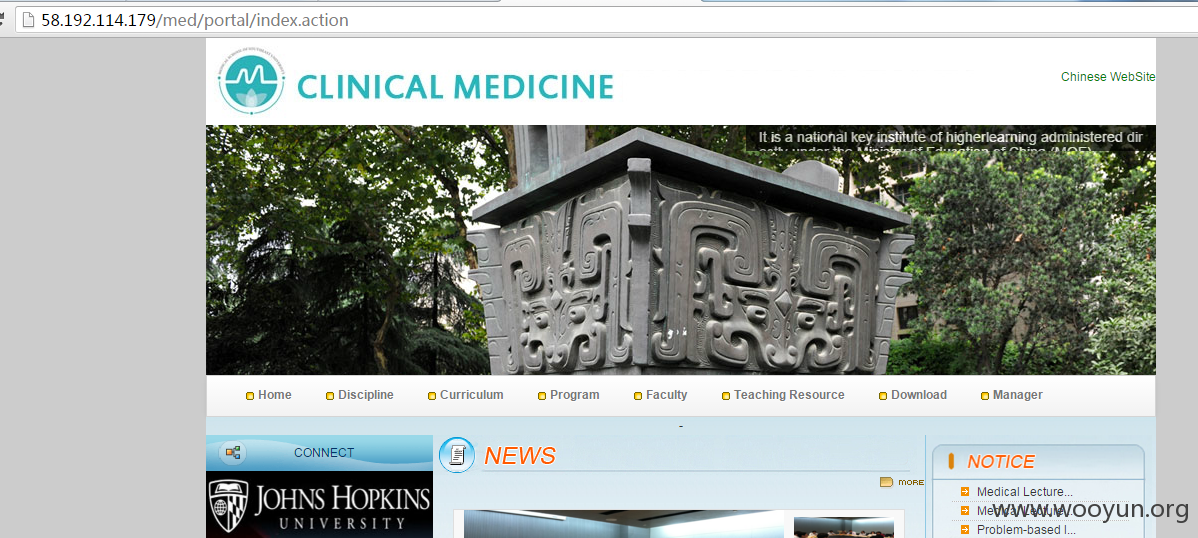 58.192.114.179/med/portal/index.action
CLINICAL MEDICINE
Chinese WebSite
It is a national key institute of higherlearning administered dir
ectly under the Ministry of Education of China (MOE)
Home Discipline Curriculum Program Faculty Teaching Resource Download Manager
-
CONNECT
NEWS
NOTICE
MORE
JOHNS HOPKINS
UNIVERSITY
Medical Lecture...
Medical Lecture...
Problem-based l...
www.wooyun.org